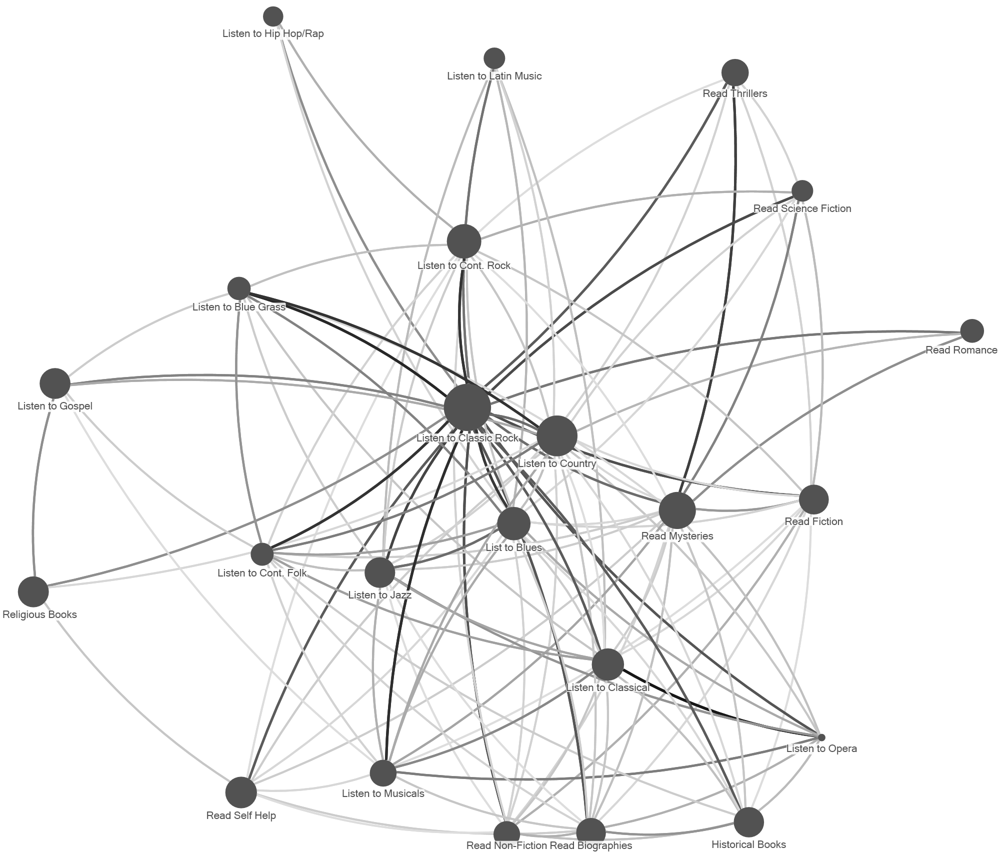 Listen to Hip Hop/Rap
Listen to Latin Music
Read Thrillers
Read Science Fiction
Listen to Cont. Rock
Listen to Blue Grass
Read Romance
Listen to Gospel
Listen to Classic Rock
Listen to Country
Read Fiction
Read Mysteries
List to Blues
Listen to Cont. Folk
Listen to Jazz
Religious Books
Listen to Classical
Listen to Opera
Listen to Musicals
Read Self Help
Read Non-Fiction
Read Biographies
Historical Books